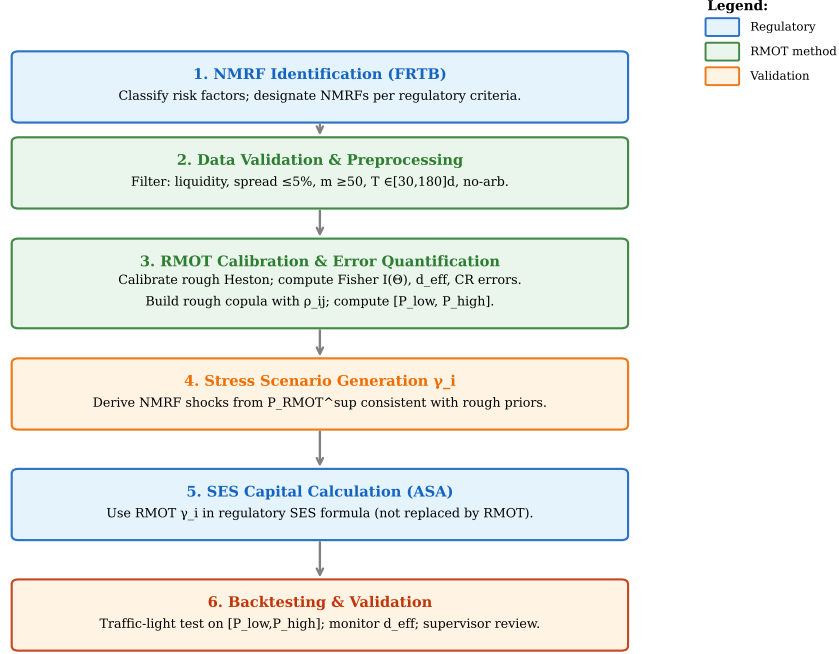 Legend:
Regulatory
RMOT method
Validation
1. NMRF Identification (FRTB)
Classify risk factors; designate NMRFs per regulatory criteria.
2. Data Validation & Preprocessing
Filter: liquidity, spread ≤5%, m ≥50, T ∈[30,180]d, no-arb.
3. RMOT Calibration & Error Quantification
Calibrate rough Heston; compute Fisher I(Θ), d_eff, CR errors.
Build rough copula with ρ_ij; compute [P_low, P_high].
4. Stress Scenario Generation γ_i
Derive NMRF shocks from P_RMOT^sup consistent with rough priors.
5. SES Capital Calculation (ASA)
Use RMOT γ_i in regulatory SES formula (not replaced by RMOT).
6. Backtesting & Validation
Traffic-light test on [P_low,P_high]; monitor d_eff; supervisor review.